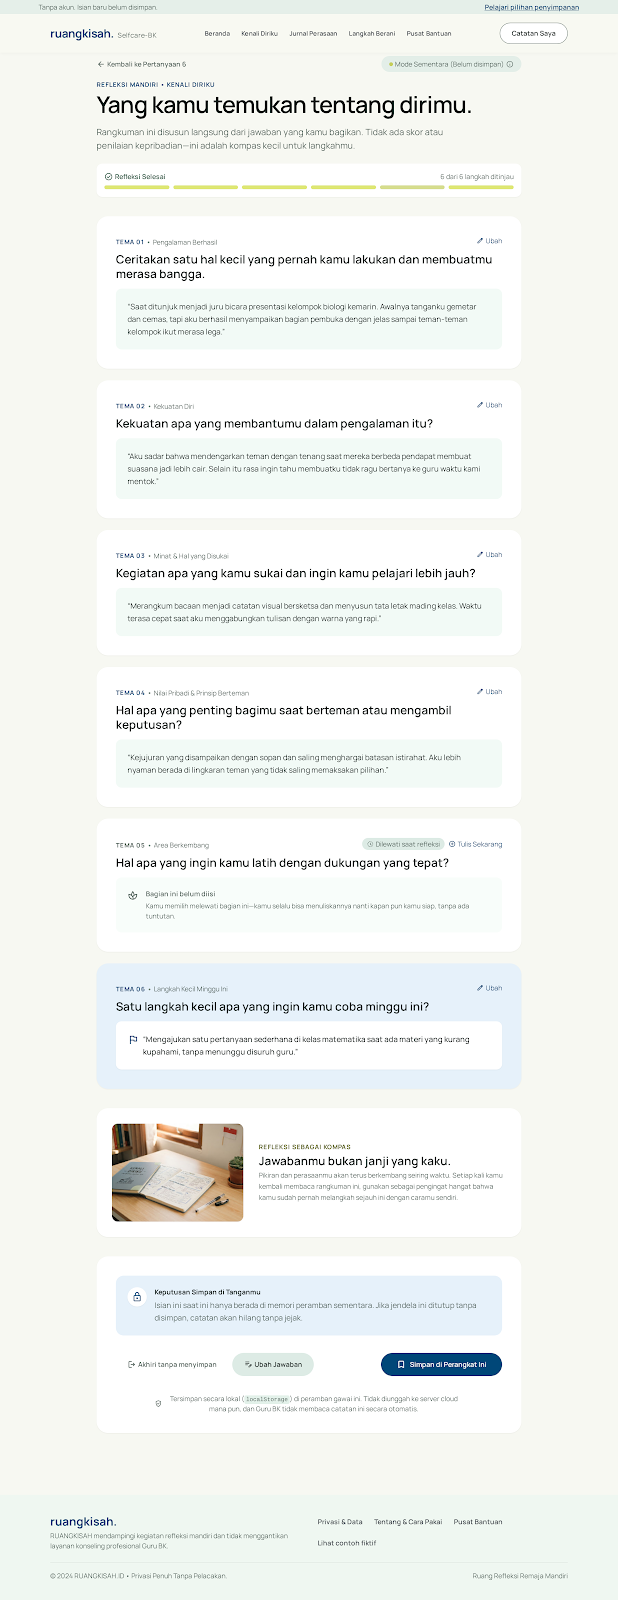 Tanpa akun. Isian baru belum disimpan.
Pelajari pilihan penyimpanan
ruangkisah. Selfcare-BK
Beranda
Kenali Diriku
Jurnal Perasaan
Langkah Berani
Pusat Bantuan
Catatan Saya
Kembali ke Pertanyaan 6
Mode Sementara (Belum disimpan)
REFLEKSI MANDIRI • KENALI DIRIKU
Yang kamu temukan tentang dirimu.
Rangkuman ini disusun langsung dari jawaban yang kamu bagikan. Tidak ada skor atau
penilaian kepribadian—ini adalah kompas kecil untuk langkahmu.
Refleksi Selesai
6 dari 6 langkah ditinjau
TEMA 01 • Pengalaman Berhasil
Ubah
Ceritakan satu hal kecil yang pernah kamu lakukan dan membuatmu
merasa bangga.
"Saat ditunjuk menjadi juru bicara presentasi kelompok biologi kemarin. Awalnya tanganku gemetar
dan cemas, tapi aku berhasil menyampaikan bagian pembuka dengan jelas sampai teman-teman
kelompok ikut merasa lega."
TEMA 02 • Kekuatan Diri
Ubah
Kekuatan apa yang membantumu dalam pengalaman itu?
"Aku sadar bahwa mendengarkan teman dengan tenang saat mereka berbeda pendapat membuat
suasana jadi lebih cair. Selain itu rasa ingin tahu membuatku tidak ragu bertanya ke guru waktu kami
mentok."
TEMA 03 • Minat & Hal yang Disukai
Ubah
Kegiatan apa yang kamu sukai dan ingin kamu pelajari lebih jauh?
"Merangkum bacaan menjadi catatan visual bersketsa dan menyusun tata letak mading kelas. Waktu
terasa cepat saat aku menggabungkan tulisan dengan warna yang rapi."
TEMA 04 • Nilai Pribadi & Prinsip Berteman
Ubah
Hal apa yang penting bagimu saat berteman atau mengambil
keputusan?
"Kejujuran yang disampaikan dengan sopan dan saling menghargai batasan istirahat. Aku lebih
nyaman berada di lingkaran teman yang tidak saling memaksakan pilihan."
TEMA 05 • Area Berkembang
Dilewati saat refleksi
Tulis Sekarang
Hal apa yang ingin kamu latih dengan dukungan yang tepat?
Bagian ini belum diisi
Kamu memilih melewati bagian ini—kamu selalu bisa menuliskannya nanti kapan pun kamu siap, tanpa ada
tuntutan.
TEMA 06 • Langkah Kecil Minggu Ini
Ubah
Satu langkah kecil apa yang ingin kamu coba minggu ini?
"Mengajukan satu pertanyaan sederhana di kelas matematika saat ada materi yang kurang
kupahami, tanpa menunggu disuruh guru."
REFLEKSI SEBAGAI KOMPAS
Jawabanmu bukan janji yang kaku.
Pikiran dan perasaanmu akan terus berkembang seiring waktu. Setiap kali kamu
kembali membaca rangkuman ini, gunakan sebagai pengingat hangat bahwa
kamu sudah pernah melangkah sejauh ini dengan caramu sendiri.
Keputusan Simpan di Tanganmu
Isian ini saat ini hanya berada di memori peramban sementara. Jika jendela ini ditutup tanpa
disimpan, catatan akan hilang tanpa jejak.
Akhiri tanpa menyimpan
Ubah Jawaban
Simpan di Perangkat Ini
Tersimpan secara lokal (localStorage) di peramban gawai ini. Tidak diunggah ke server cloud
mana pun, dan Guru BK tidak membaca catatan ini secara otomatis.
ruangkisah.
RUANGKISAH mendampingi kegiatan refleksi mandiri dan tidak menggantikan
layanan konseling profesional Guru BK.
Privasi & Data
Tentang & Cara Pakai
Pusat Bantuan
Lihat contoh fiktif
© 2024 RUANGKISAH.ID • Privasi Penuh Tanpa Pelacakan.
Ruang Refleksi Remaja Mandiri